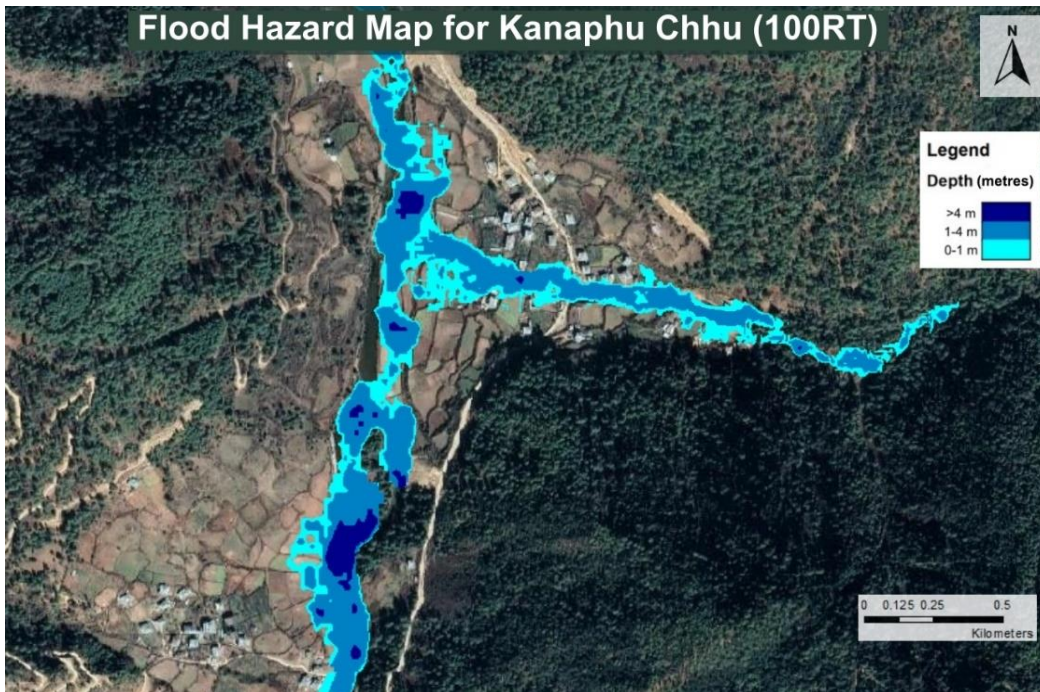 Flood Hazard Map for Kanaphu Chhu (100RT)
N
Legend
Depth (metres)
>4 m
1-4 m
0-1 m
0 0.125 0.25 0.5
Kilometers